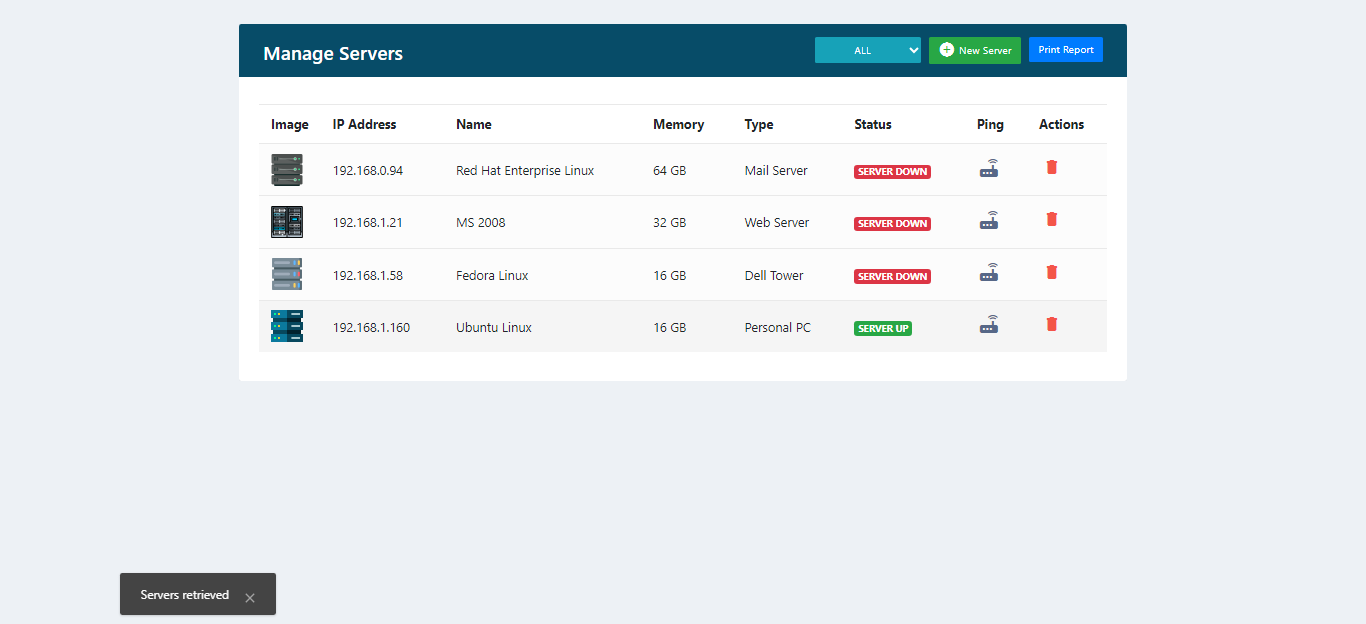 Manage Servers ALL New Server Print Report
Image IP Address Name Memory Type Status Ping Actions
192.168.0.94 Red Hat Enterprise Linux 64 GB Mail Server SERVER DOWN
192.168.1.21 MS 2008 32 GB Web Server SERVER DOWN
192.168.1.58 Fedora Linux 16 GB Dell Tower SERVER DOWN
192.168.1.160 Ubuntu Linux 16 GB Personal PC SERVER UP
Servers retrieved